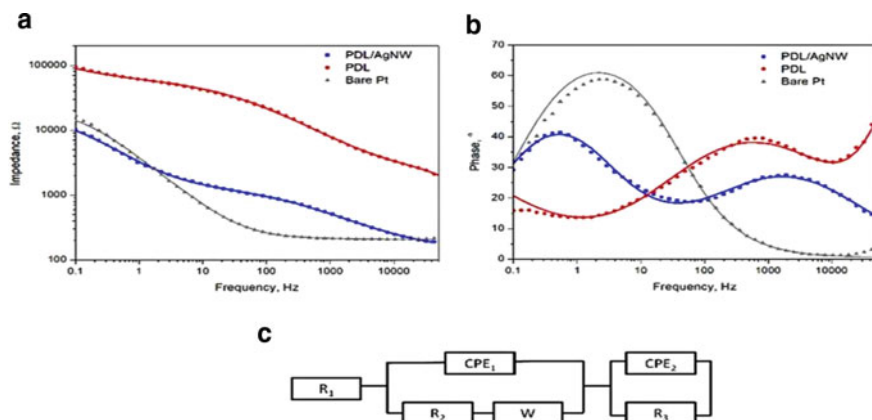 a
PDL/AgNW
PDL
Bare Pt
100000
10000
1000
100
Impedance, Ω
0.1 1 10 100 1000 10000
Frequency, Hz
b
PDL/AgNW
PDL
Bare Pt
70
60
50
40
30
20
10
0
Phase, °
0.1 1 10 100 1000 10000
Frequency, Hz
c
CPE1 CPE2
R1
R2 W R3